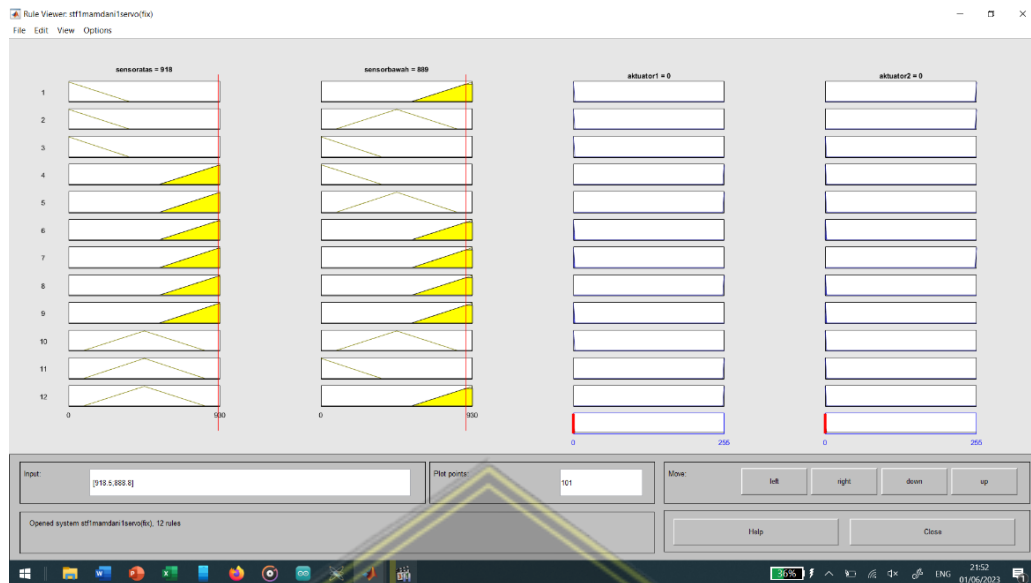 Rule Viewer: stf1mamdani1servo(fix)
File Edit View Options
sensoratas = 918
sensorbawah = 889
aktuator1 = 0
aktuator2 = 0
1
2
3
4
5
6
7
8
9
10
11
12
0 930
0 930
0 255
0 255
Input:
[918.5;888.8]
Plot points:
101
Move:
left
right
down
up
Opened system stf1mamdani1servo(fix), 12 rules
Help
Close
36%
ENG
21:52
01/06/2023